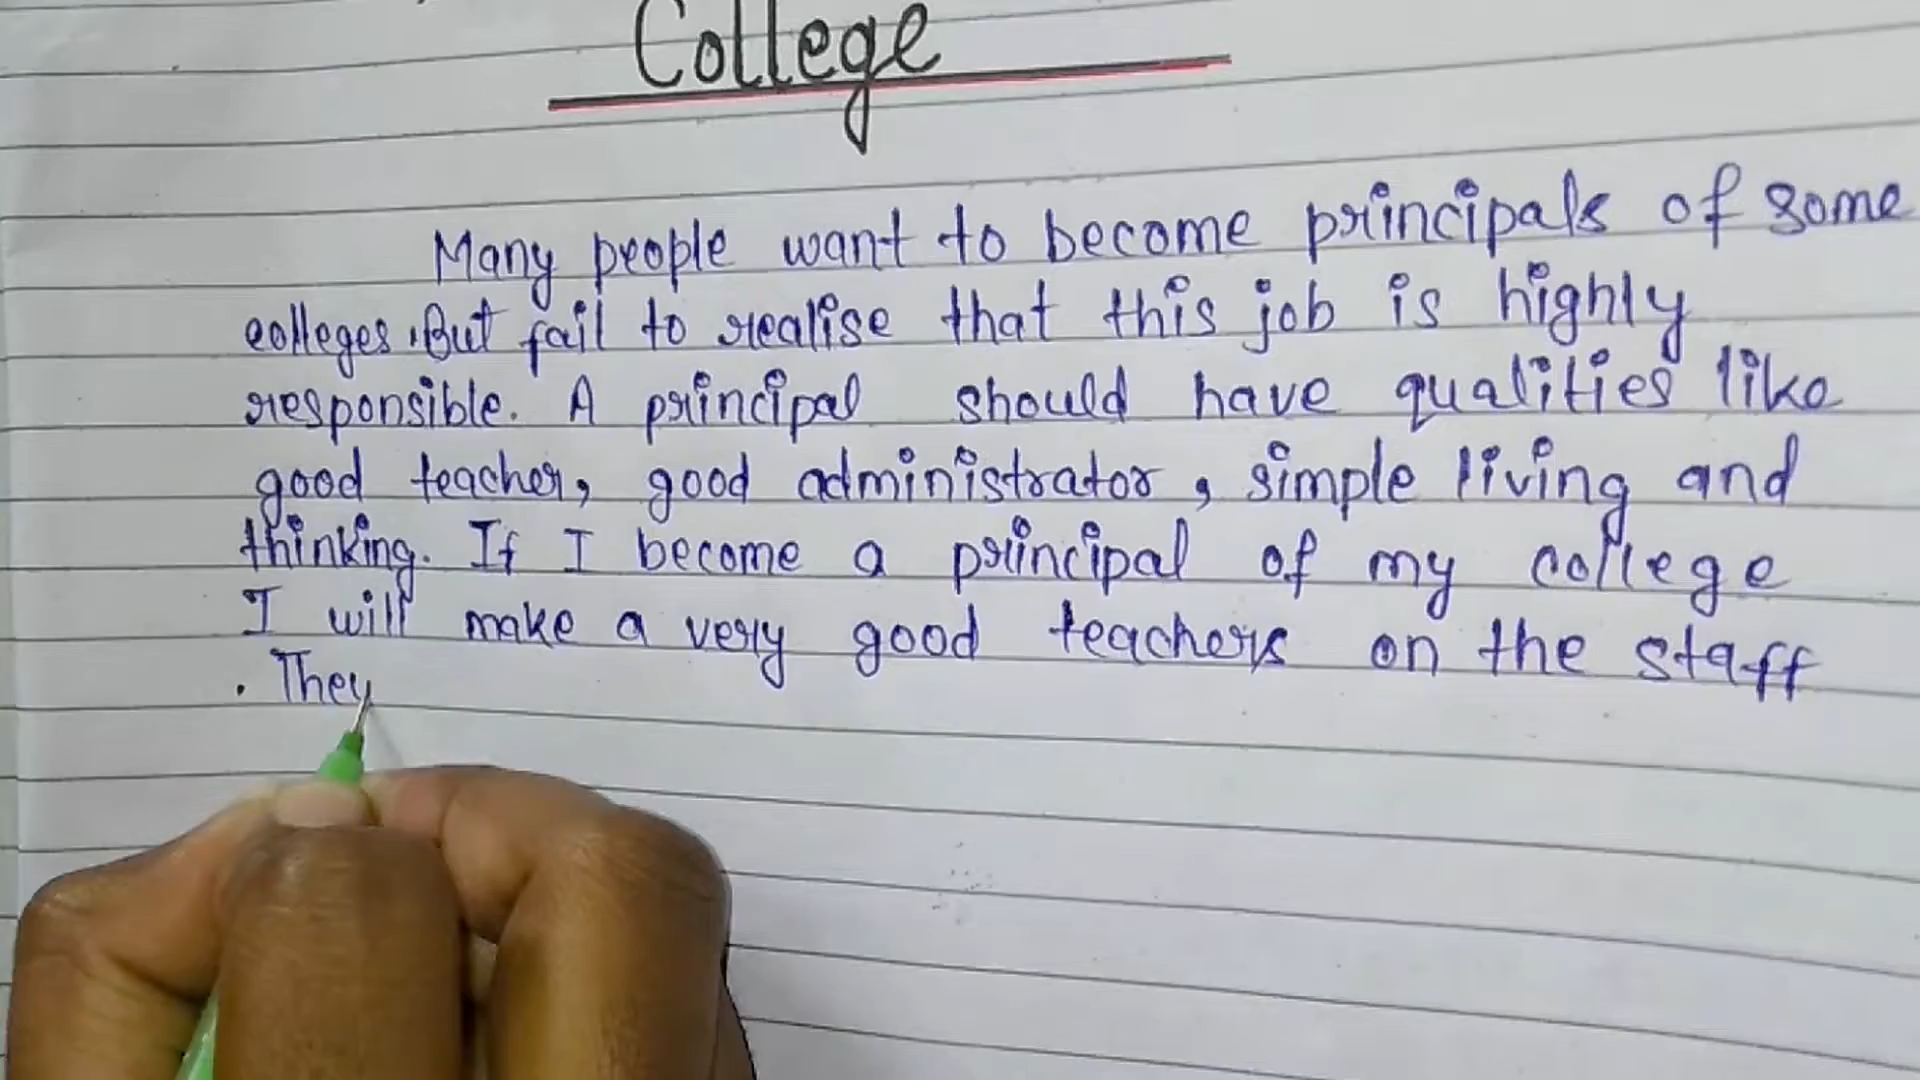 College
Many people want to become principals of some
colleges. But fail to realise that this job is highly
responsible. A principal should have qualities like
good teacher, good administrator, simple living and
thinking. If I become a principal of my college
I will make a very good teachers on the staff
. They